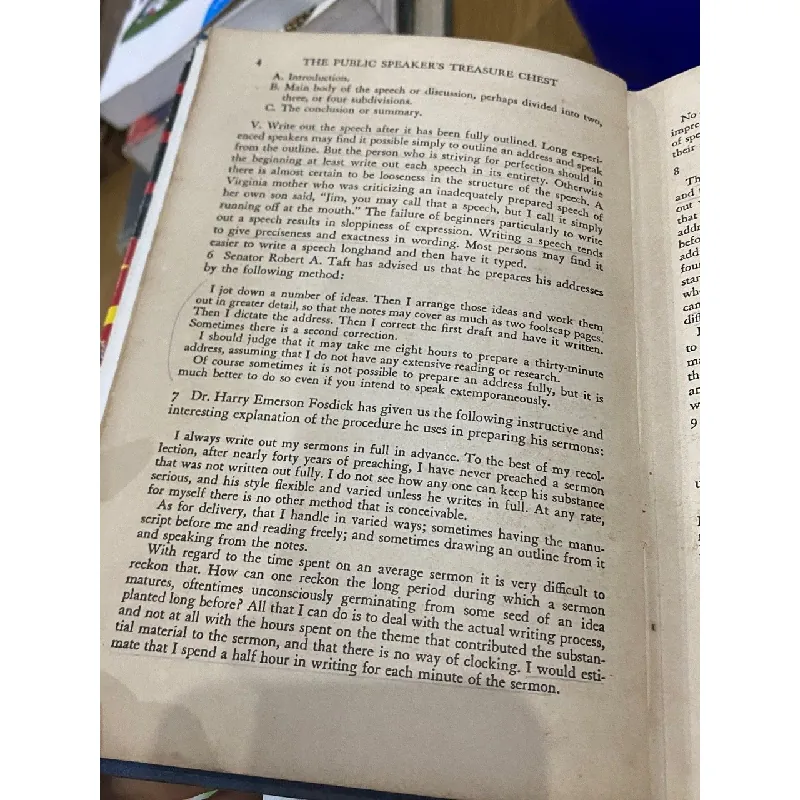 4 THE PUBLIC SPEAKER'S TREASURE CHEST
A. Introduction.
B. Main body of the speech or discussion, perhaps divided into two,
three, or four subdivisions.
C. The conclusion or summary.
V. Write out the speech after it has been fully outlined. Long experi-
enced speakers may find it possible simply to outline an address and speak
from the outline. But the person who is striving for perfection should in
the beginning at least write out each speech in its entirety. Otherwise
there is almost certain to be looseness in the structure of the speech. A
Virginia mother who was criticizing an inadequately prepared speech of
her own son said, "Jim, you may call that a speech, but I call it simply
running off at the mouth." The failure of beginners particularly to write
out a speech results in sloppiness of expression. Writing a speech tends
to give preciseness and exactness in wording. Most persons may find it
easier to write a speech longhand and then have it typed.
6 Senator Robert A. Taft has advised us that he prepares his addresses
by the following method:
I jot down a number of ideas. Then I arrange those ideas and work them
out in greater detail, so that the notes may cover as much as two foolscap pages.
Then I dictate the address. Then I correct the first draft and have it written.
Sometimes there is a second correction.
I should judge that it may take me eight hours to prepare a thirty-minute
address, assuming that I do not have any extensive reading or research.
Of course sometimes it is not possible to prepare an address fully, but it is
much better to do so even if you intend to speak extemporaneously.
7 Dr. Harry Emerson Fosdick has given us the following instructive and
interesting explanation of the procedure he uses in preparing his sermons:
I always write out my sermons in full in advance. To the best of my recol-
lection, after nearly forty years of preaching, I have never preached a sermon
that was not written out fully. I do not see how any one can keep his substance
serious, and his style flexible and varied unless he writes in full. At any rate,
for myself there is no other method that is conceivable.
As for delivery, that I handle in varied ways; sometimes having the manu-
script before me and reading freely; and sometimes drawing an outline from it
and speaking from the notes.
With regard to the time spent on an average sermon it is very difficult to
reckon that. How can one reckon the long period during which a sermon
matures, oftentimes unconsciously germinating from some seed of an idea
planted long before? All that I can do is to deal with the actual writing process,
and not at all with the hours spent on the theme that contributed the substan-
tial material to the sermon, and that there is no way of clocking. I would esti-
mate that I spend a half hour in writing for each minute of the sermon.
No
of spe
their
8
Th
and
out
that
addr
befo
add
four
star
wh
can
diff
to
th
9